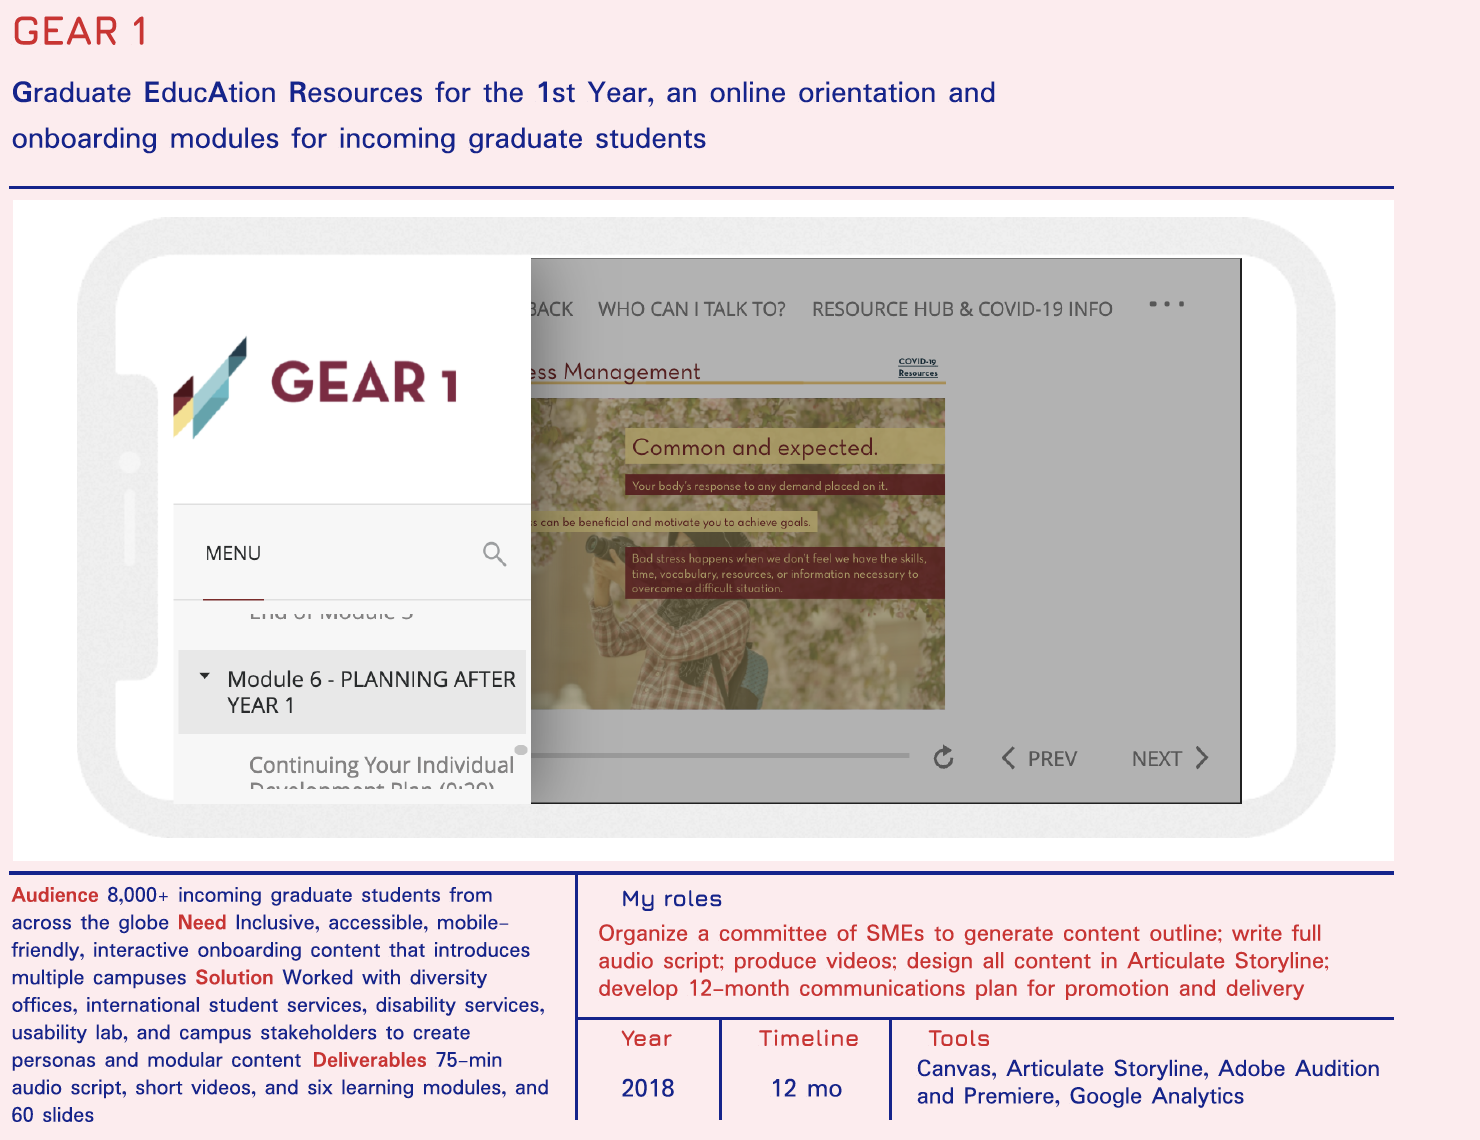 GEAR 1
Graduate EducAtion Resources for the 1st Year, an online orientation and
onboarding modules for incoming graduate students
BACK WHO CAN I TALK TO? RESOURCE HUB & COVID-19 INFO
GEAR 1
ess Management
COVID-19
Resources
Common and expected.
Your body's response to any demand placed on it.
s can be beneficial and motivate you to achieve goals.
Bad stress happens when we don't feel we have the skills,
time, vocabulary, resources, or information necessary to
overcome a difficult situation.
MENU
End of Module 5
Module 6 - PLANNING AFTER
YEAR 1
Continuing Your Individual
Development Plan (0:29)
PREV NEXT
Audience 8,000+ incoming graduate students from
across the globe Need Inclusive, accessible, mobile-
friendly, interactive onboarding content that introduces
multiple campuses Solution Worked with diversity
offices, international student services, disability services,
usability lab, and campus stakeholders to create
personas and modular content Deliverables 75-min
audio script, short videos, and six learning modules, and
60 slides
My roles
Organize a committee of SMEs to generate content outline; write full
audio script; produce videos; design all content in Articulate Storyline;
develop 12-month communications plan for promotion and delivery
Year
2018
Timeline
12 mo
Tools
Canvas, Articulate Storyline, Adobe Audition
and Premiere, Google Analytics